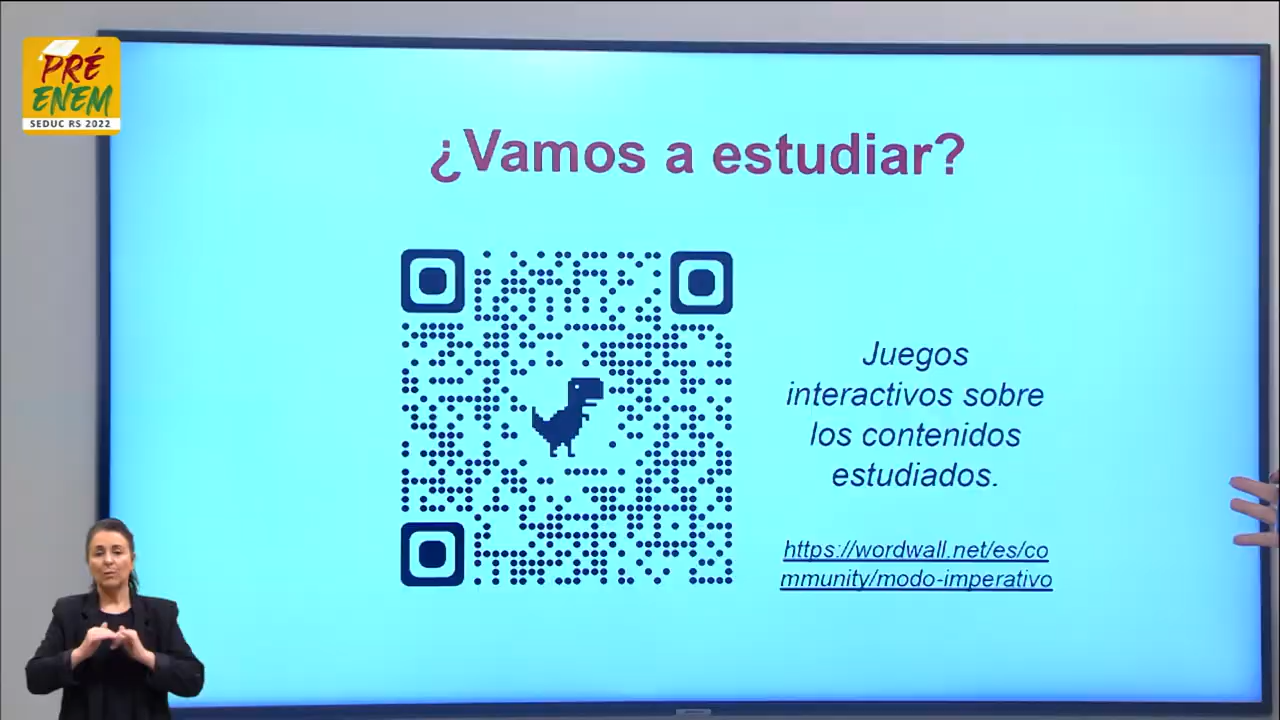 PRÉ
ENEM
SEDUC RS 2022
¿Vamos a estudiar?
Juegos
interactivos sobre
los contenidos
estudiados.
https://wordwall.net/es/co
mmunity/modo-imperativo